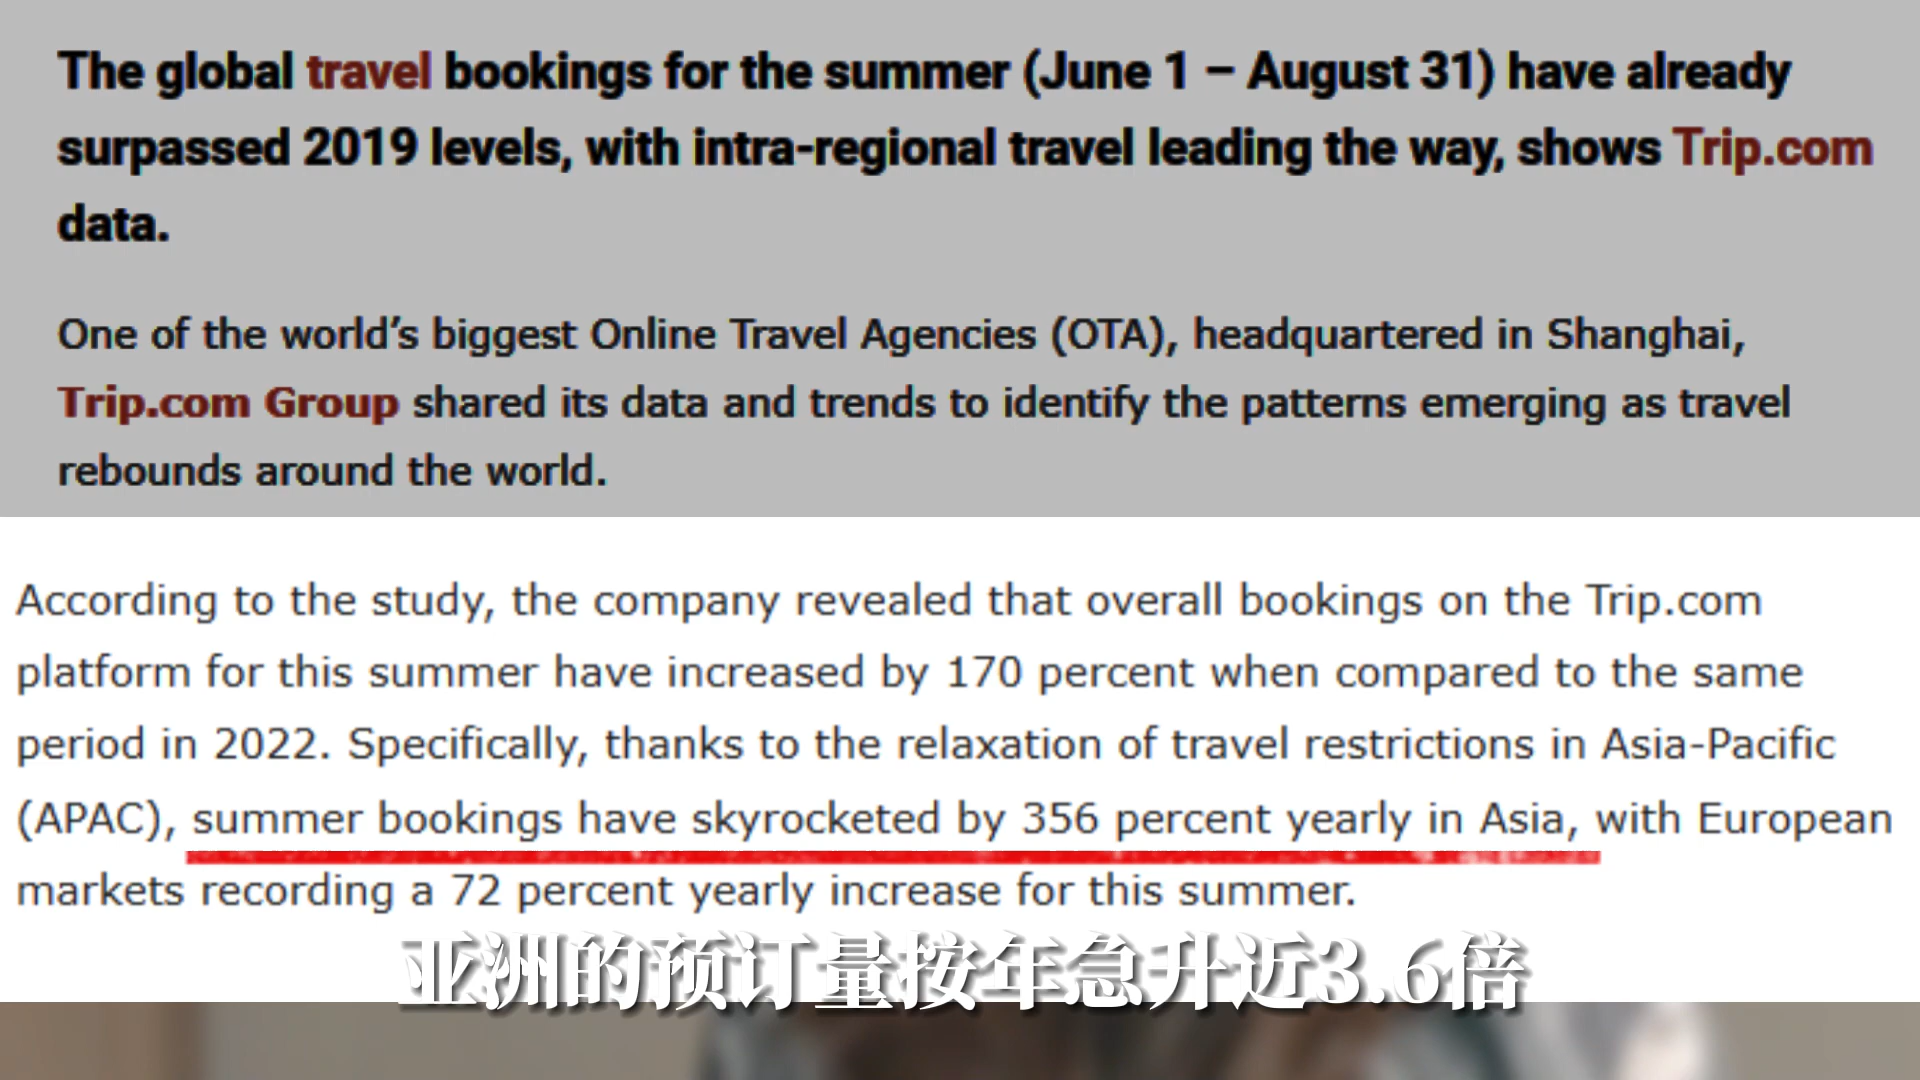 The global travel bookings for the summer (June 1 – August 31) have already
surpassed 2019 levels, with intra-regional travel leading the way, shows Trip.com
data.
One of the world’s biggest Online Travel Agencies (OTA), headquartered in Shanghai,
Trip.com Group shared its data and trends to identify the patterns emerging as travel
rebounds around the world.
According to the study, the company revealed that overall bookings on the Trip.com
platform for this summer have increased by 170 percent when compared to the same
period in 2022. Specifically, thanks to the relaxation of travel restrictions in Asia-Pacific
(APAC), summer bookings have skyrocketed by 356 percent yearly in Asia, with European
markets recording a 72 percent yearly increase for this summer.
亚洲的预订量按年急升近3.6倍